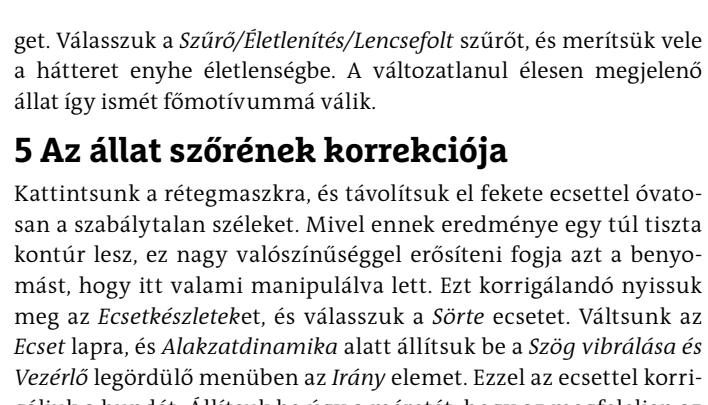 get. Válasszuk a Szűrő/Életlenítés/Lencsefolt szűrőt, és merítsük vele
a hátteret enyhe életlenségbe. A változatlanul élesen megjelenő
állat így ismét főmotívummá válik.
5 Az állat szőrének korrekciója
Kattintsunk a rétegmaszkra, és távolítsuk el fekete ecsettel óvato-
san a szabálytalan széleket. Mivel ennek eredménye egy túl tiszta
kontúr lesz, ez nagy valószínűséggel erősíteni fogja azt a benyo-
mást, hogy itt valami manipulálva lett. Ezt korrigálandó nyissuk
meg az Ecsetkészleteket, és válasszuk a Sörte ecsetet. Váltsunk az
Ecset lapra, és Alakzatdinamika alatt állítsuk be a Szög vibrálása és
Vezérlő legördülő menüben az Irány elemet. Ezzel az ecsettel korri-